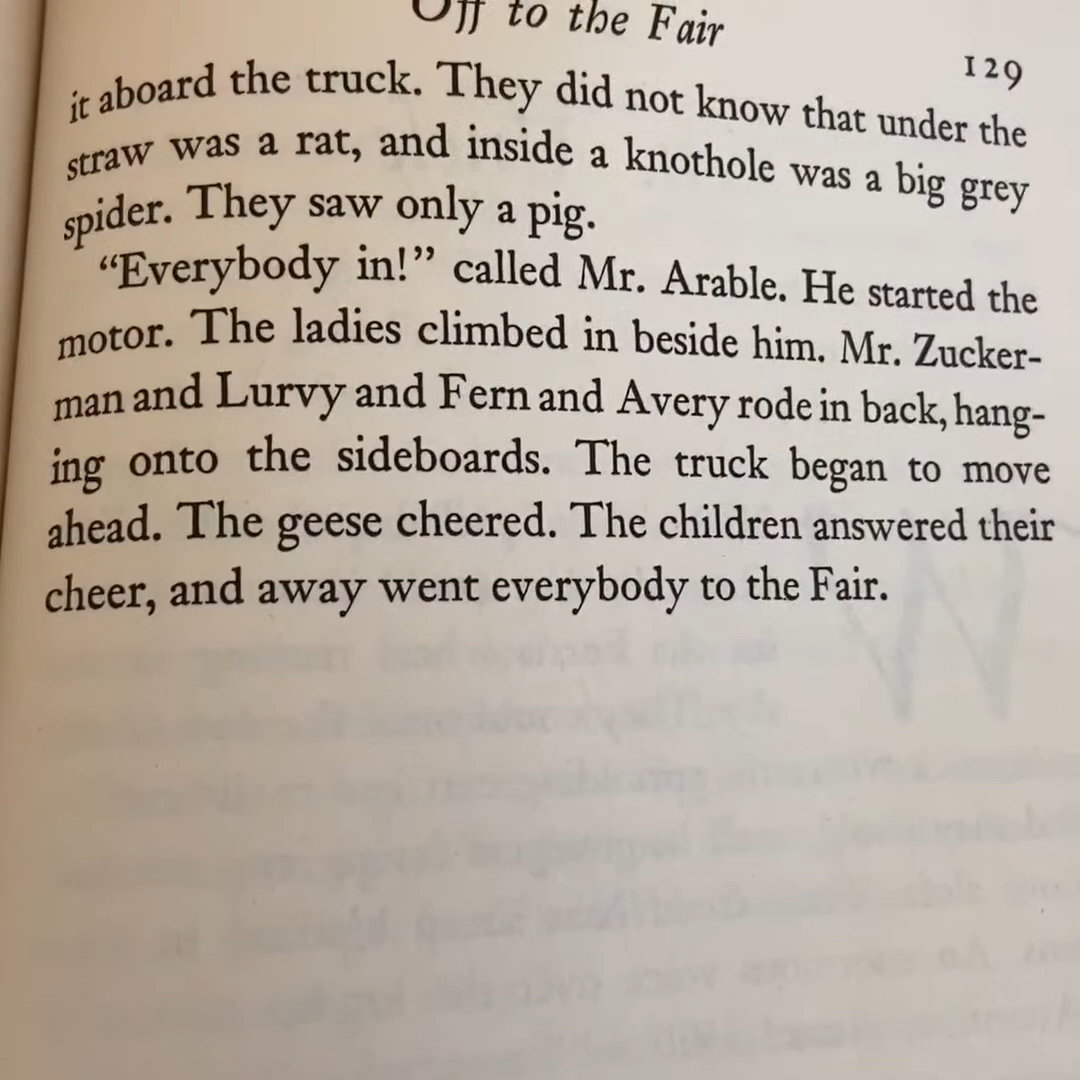 Off to the Fair
129
it aboard the truck. They did not know that under the
straw was a rat, and inside a knothole was a big grey
spider. They saw only a pig.
“Everybody in!” called Mr. Arable. He started the
motor. The ladies climbed in beside him. Mr. Zucker-
man and Lurvy and Fern and Avery rode in back, hang-
ing onto the sideboards. The truck began to move
ahead. The geese cheered. The children answered their
cheer, and away went everybody to the Fair.